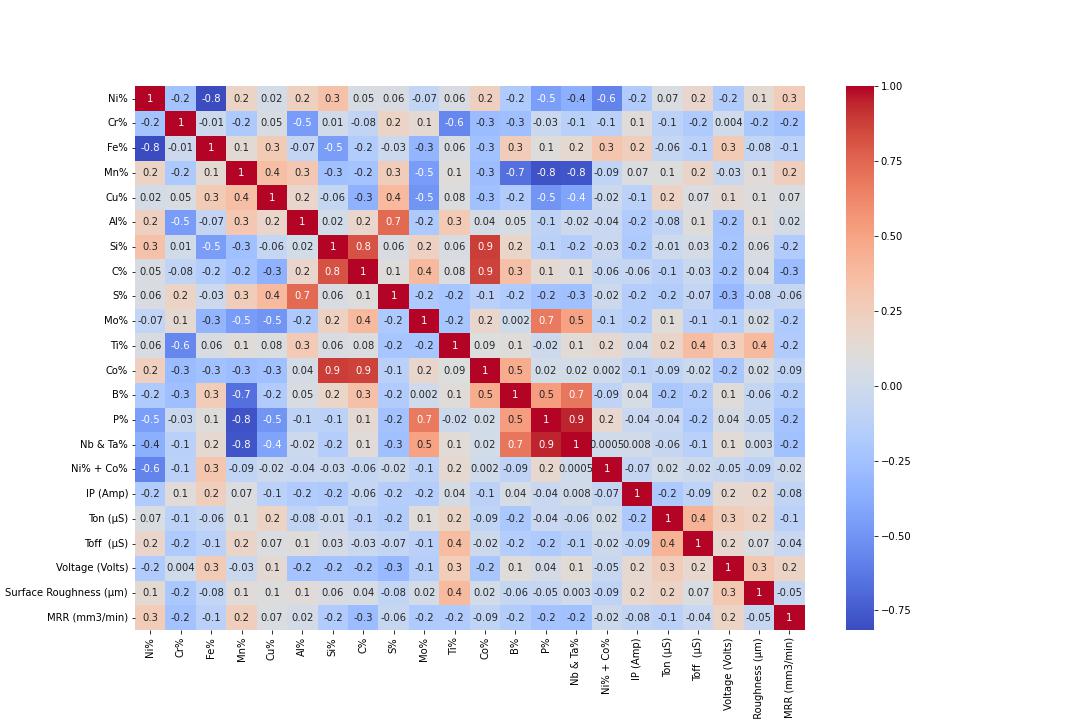 Ni% 1 -0.2 -0.8 0.2 0.02 0.2 0.3 0.05 0.06 -0.07 0.06 0.2 -0.2 -0.5 -0.4 -0.6 -0.2 0.07 0.2 -0.2 0.1 0.3
Cr% -0.2 1 -0.01 -0.2 0.05 -0.5 0.01 -0.08 0.2 0.1 -0.6 -0.3 -0.3 -0.03 -0.1 -0.1 0.1 -0.1 -0.2 0.004 -0.2 -0.2
Fe% -0.8 -0.01 1 0.1 0.3 -0.07 -0.5 -0.2 -0.03 -0.3 0.06 -0.3 0.3 0.1 0.2 0.3 0.2 -0.06 -0.1 0.3 -0.08 -0.1
Mn% 0.2 -0.2 0.1 1 0.4 0.3 -0.3 -0.2 0.3 -0.5 0.1 -0.3 -0.7 -0.8 -0.8 -0.09 0.07 0.1 0.2 -0.03 0.1 0.2
Cu% 0.02 0.05 0.3 0.4 1 0.2 -0.06 -0.3 0.4 -0.5 0.08 -0.3 -0.2 -0.5 -0.4 -0.02 -0.1 0.2 0.07 0.1 0.1 0.07
Al% 0.2 -0.5 -0.07 0.3 0.2 1 0.02 0.2 0.7 -0.2 0.3 0.04 0.05 -0.1 -0.02 -0.04 -0.2 -0.08 0.1 -0.2 0.1 0.02
Si% 0.3 0.01 -0.5 -0.3 -0.06 0.02 1 0.8 0.06 0.2 0.06 0.9 0.2 -0.1 -0.2 -0.03 -0.2 -0.01 0.03 -0.2 0.06 -0.2
C% 0.05 -0.08 -0.2 -0.2 -0.3 0.2 0.8 1 0.1 0.4 0.08 0.9 0.3 0.1 0.1 -0.06 -0.06 -0.1 -0.03 -0.2 0.04 -0.3
S% 0.06 0.2 -0.03 0.3 0.4 0.7 0.06 0.1 1 -0.2 -0.2 -0.1 -0.2 -0.2 -0.3 -0.02 -0.2 -0.2 -0.07 -0.3 -0.08 -0.06
Mo% -0.07 0.1 -0.3 -0.5 -0.5 -0.2 0.2 0.4 -0.2 1 -0.2 0.2 0.002 0.7 0.5 -0.1 -0.2 0.1 -0.1 -0.1 0.02 -0.2
Ti% 0.06 -0.6 0.06 0.1 0.08 0.3 0.06 0.08 -0.2 -0.2 1 0.09 0.1 -0.02 0.1 0.2 0.04 0.2 0.4 0.3 0.4 -0.2
Co% 0.2 -0.3 -0.3 -0.3 -0.3 0.04 0.9 0.9 -0.1 0.2 0.09 1 0.5 0.02 0.02 0.002 -0.1 -0.09 -0.02 -0.2 0.02 -0.09
B% -0.2 -0.3 0.3 -0.7 -0.2 0.05 0.2 0.3 -0.2 0.002 0.1 0.5 1 0.5 0.7 -0.09 0.04 -0.2 -0.2 0.1 -0.06 -0.2
P% -0.5 -0.03 0.1 -0.8 -0.5 -0.1 -0.1 0.1 -0.2 0.7 -0.02 0.02 0.5 1 0.9 0.2 -0.04 -0.04 -0.2 0.04 -0.05 -0.2
Nb & Ta% -0.4 -0.1 0.2 -0.8 -0.4 -0.02 -0.2 0.1 -0.3 0.5 0.1 0.02 0.7 0.9 1 0.0005 0.008 -0.06 -0.1 0.1 0.003 -0.2
Ni% + Co% -0.6 -0.1 0.3 -0.09 -0.02 -0.04 -0.03 -0.06 -0.02 -0.1 0.2 0.002 -0.09 0.2 0.0005 1 -0.07 0.02 -0.02 -0.05 -0.09 -0.02
IP (Amp) -0.2 0.1 0.2 0.07 -0.1 -0.2 -0.2 -0.06 -0.2 -0.2 0.04 -0.1 0.04 -0.04 0.008 -0.07 1 -0.2 -0.09 0.2 0.2 -0.08
Ton (µS) 0.07 -0.1 -0.06 0.1 0.2 -0.08 -0.01 -0.1 -0.2 0.1 0.2 -0.09 -0.2 -0.04 -0.06 0.02 -0.2 1 0.4 0.3 0.2 -0.1
Toff (µS) 0.2 -0.2 -0.1 0.2 0.07 0.1 0.03 -0.03 -0.07 -0.1 0.4 -0.02 -0.2 -0.2 -0.1 -0.02 -0.09 0.4 1 0.2 0.07 -0.04
Voltage (Volts) -0.2 0.004 0.3 -0.03 0.1 -0.2 -0.2 -0.2 -0.3 -0.1 0.3 -0.2 0.1 0.04 0.1 -0.05 0.2 0.3 0.2 1 0.3 0.2
Surface Roughness (µm) 0.1 -0.2 -0.08 0.1 0.1 0.1 0.06 0.04 -0.08 0.02 0.4 0.02 -0.06 -0.05 0.003 -0.09 0.2 0.2 0.07 0.3 1 -0.05
MRR (mm3/min) 0.3 -0.2 -0.1 0.2 0.07 0.02 -0.2 -0.3 -0.06 -0.2 -0.2 -0.09 -0.2 -0.2 -0.2 -0.02 -0.08 -0.1 -0.04 0.2 -0.05 1
Ni%
Cr%
Fe%
Mn%
Cu%
Al%
Si%
C%
S%
Mo%
Ti%
Co%
B%
P%
Nb & Ta%
Ni% + Co%
IP (Amp)
Ton (µS)
Toff (µS)
Voltage (Volts)
Roughness (µm)
MRR (mm3/min)
1.00
0.75
0.50
0.25
0.00
−0.25
−0.50
−0.75